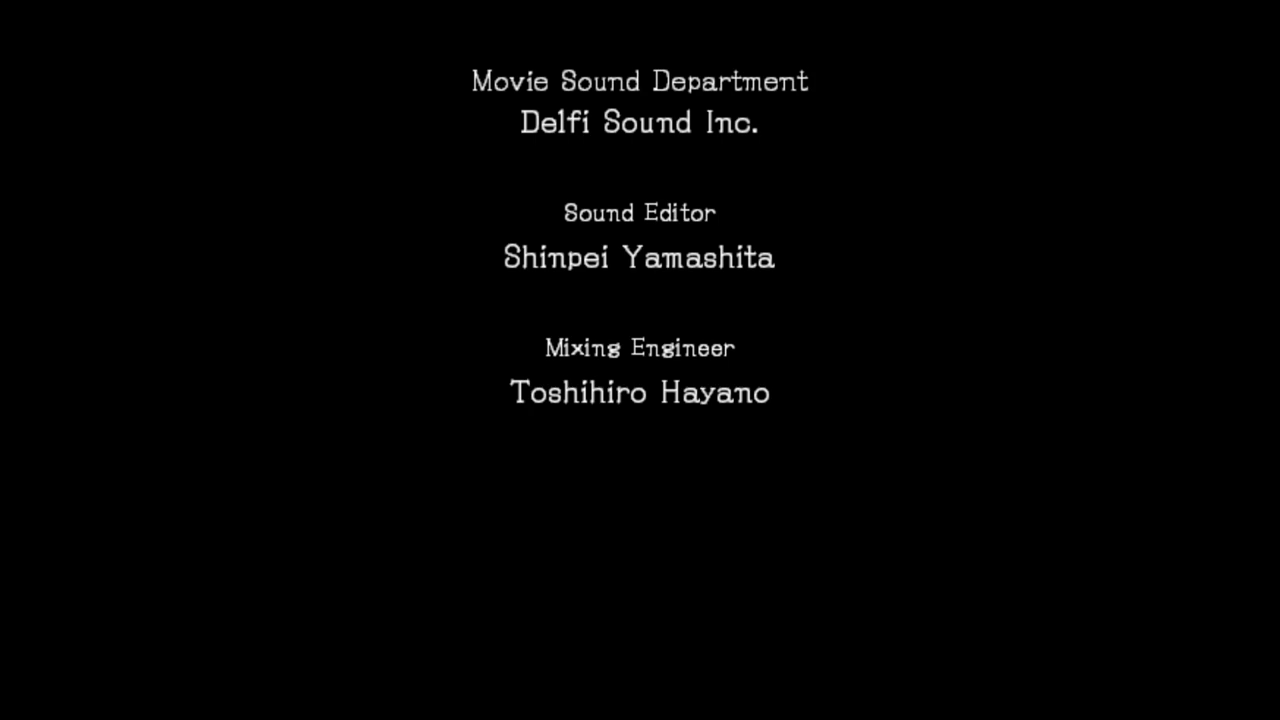 Movie Sound Department
Delfi Sound Inc.
Sound Editor
Shinpei Yamashita
Mixing Engineer
Toshihiro Hayano